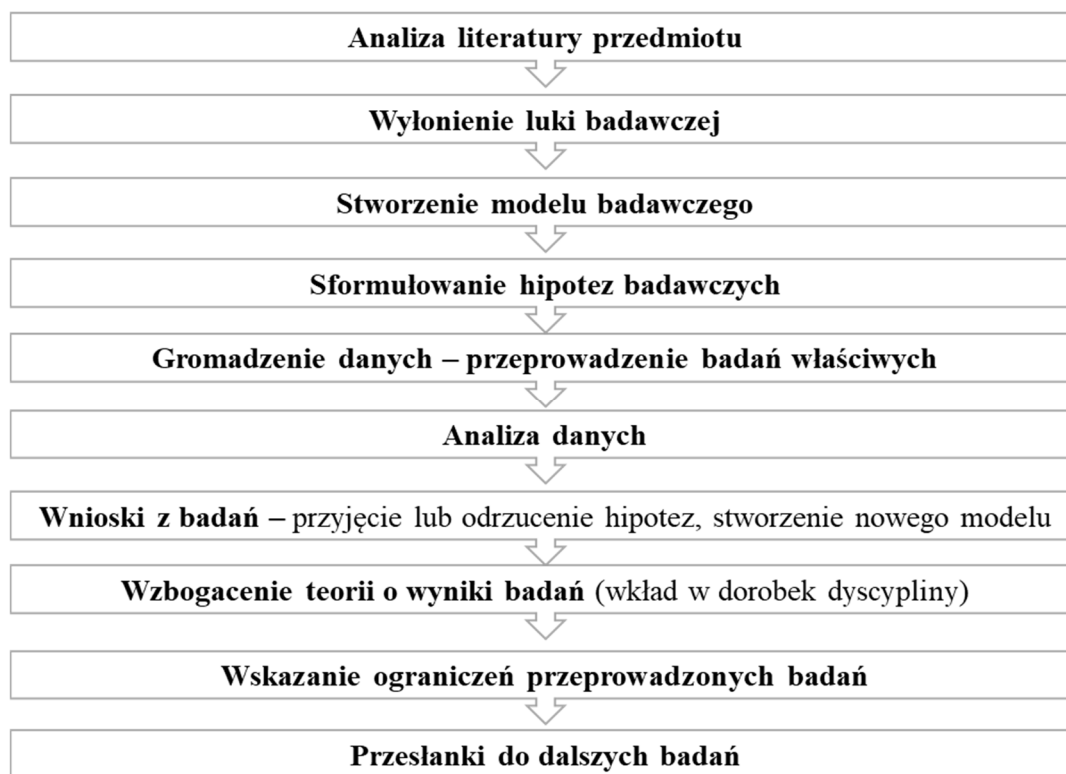 Analiza literatury przedmiotu
Wyłonienie luki badawczej
Stworzenie modelu badawczego
Sformułowanie hipotez badawczych
Gromadzenie danych – przeprowadzenie badań właściwych
Analiza danych
Wnioski z badań – przyjęcie lub odrzucenie hipotez, stworzenie nowego modelu
Wzbogacenie teorii o wyniki badań (wkład w dorobek dyscypliny)
Wskazanie ograniczeń przeprowadzonych badań
Przesłanki do dalszych badań